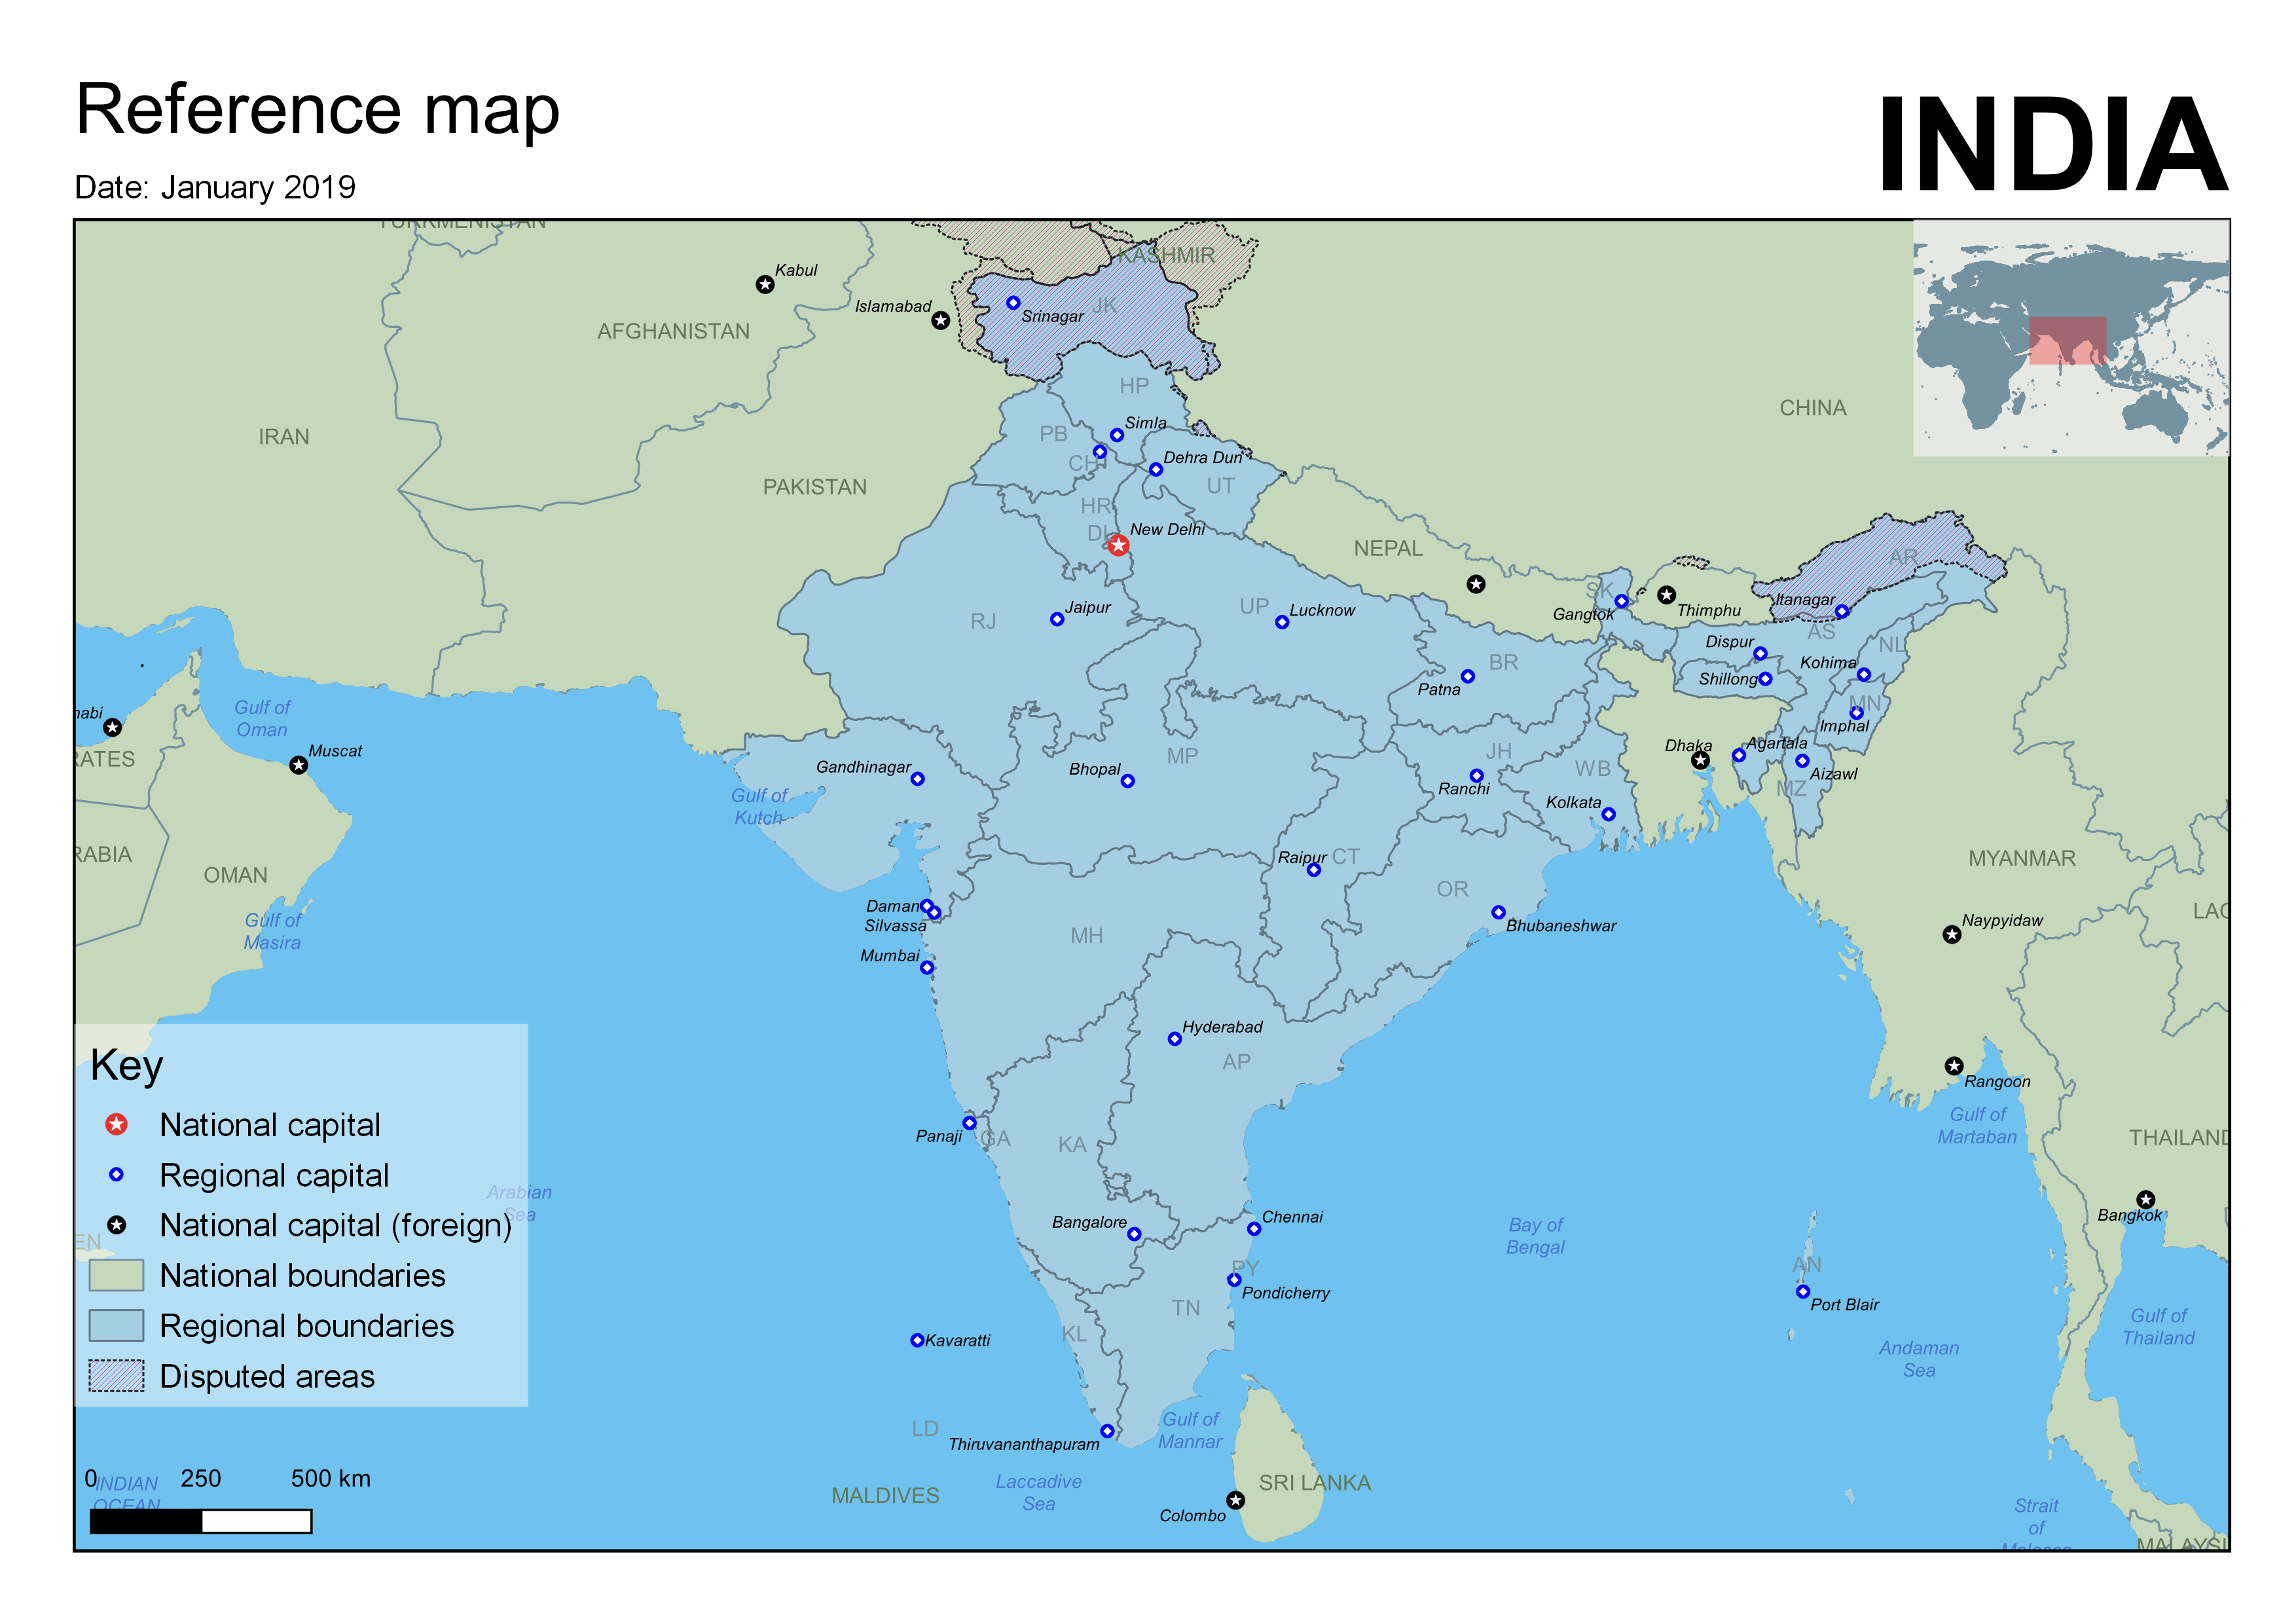 Reference map
INDIA
Date: January 2019
TURKMENISTAN
KASHMIR
Kabul
Islamabad
JK
Srinagar
AFGHANISTAN
HP
CHINA
IRAN
PB
Simla
CH
Dehra Dun
PAKISTAN
UT
HR
DL
New Delhi
NEPAL
AR
SK
Gangtok
Thimphu
Itanagar
RJ
Jaipur
UP
Lucknow
AS
Dispur
NL
Kohima
BR
Patna
Shillong
MN
Imphal
Gulf of
Oman
habi
Muscat
RATES
Gandhinagar
Bhopal
MP
JH
Ranchi
WB
Dhaka
Agartala
Aizawl
MZ
Gulf of
Kutch
Kolkata
RABIA
OMAN
Raipur
CT
MYANMAR
OR
Gulf of
Masira
Daman
Silvassa
Bhubaneshwar
Naypyidaw
LAO
MH
Mumbai
Hyderabad
AP
Rangoon
Gulf of
Martaban
THAILAND
Panaji
GA
KA
Key
National capital
Regional capital
National capital (foreign)
National boundaries
Regional boundaries
Disputed areas
Arabian
Sea
EN
Bangalore
Chennai
Bay of
Bengal
Bangkok
PY
Pondicherry
AN
Port Blair
TN
KL
Kavaratti
Gulf of
Thailand
Andaman
Sea
LD
Thiruvananthapuram
Gulf of
Mannar
0 250 500 km
INDIAN
OCEAN
MALDIVES
Laccadive
Sea
SRI LANKA
Colombo
Strait
of
Malacca
MALAYSI